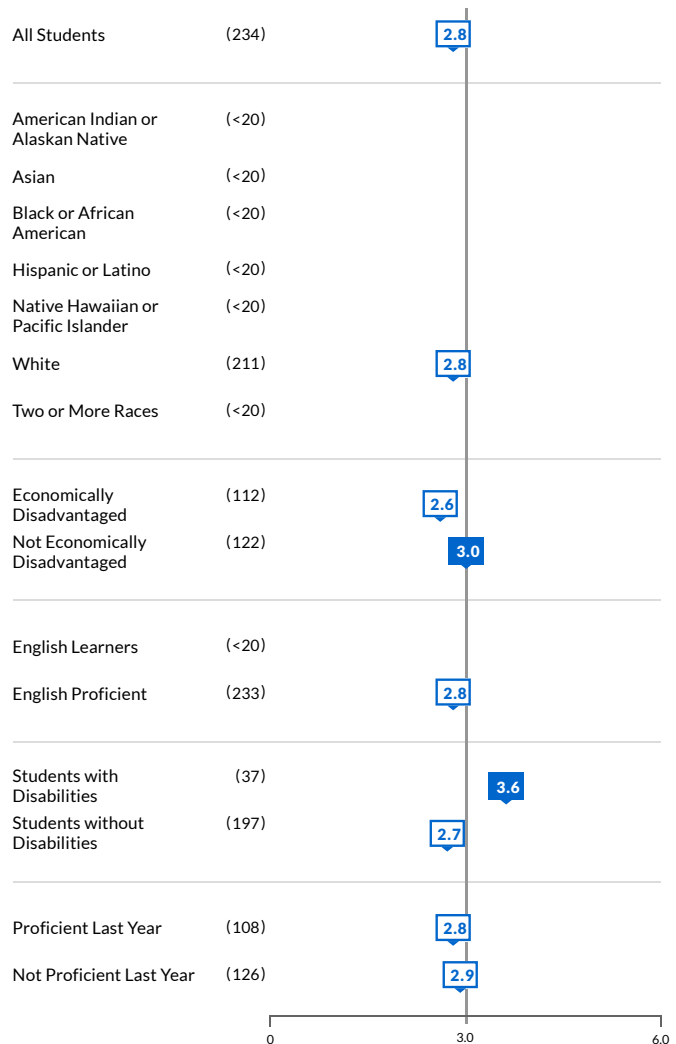 All Students (234) 2.8
American Indian or (<20)
Alaskan Native
Asian (<20)
Black or African (<20)
American
Hispanic or Latino (<20)
Native Hawaiian or (<20)
Pacific Islander
White (211) 2.8
Two or More Races (<20)
Economically (112) 2.6
Disadvantaged
Not Economically (122) 3.0
Disadvantaged
English Learners (<20)
English Proficient (233) 2.8
Students with (37) 3.6
Disabilities
Students without (197) 2.7
Disabilities
Proficient Last Year (108) 2.8
Not Proficient Last Year (126) 2.9
0 3.0 6.0